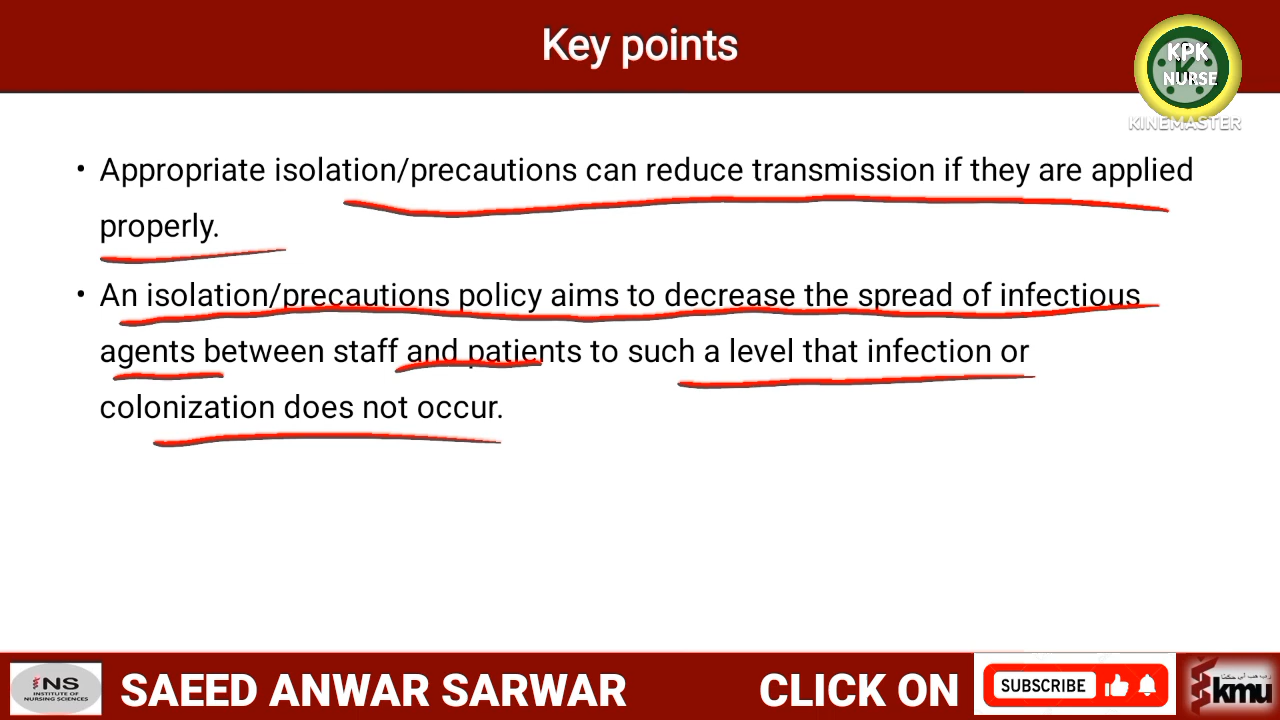 Key points
KPK
NURSE
KINEMASTER
• Appropriate isolation/precautions can reduce transmission if they are applied
properly.
• An isolation/precautions policy aims to decrease the spread of infectious
agents between staff and patients to such a level that infection or
colonization does not occur.
iNS
INSTITUTE OF
NURSING SCIENCES
SAEED ANWAR SARWAR
CLICK ON
SUBSCRIBE
kmu